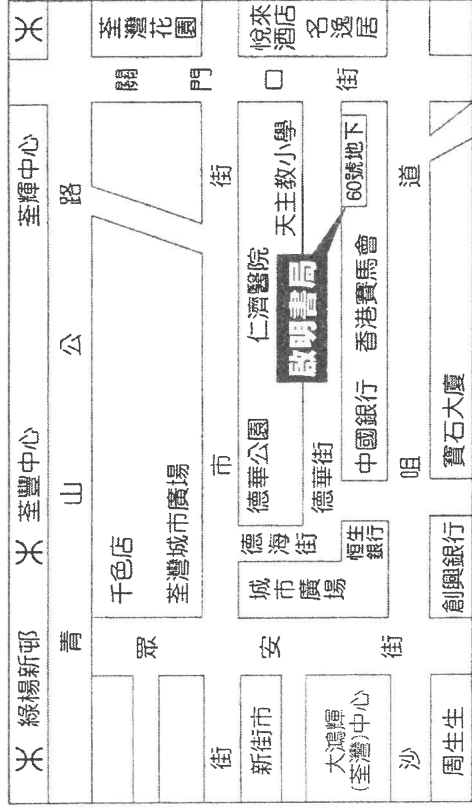 綠楊新邨
荃豐中心
荃輝中心
青山公路
千色店
荃灣城市廣場
荃灣花園
眾安街
關門口街
街市街
新街市
城市廣場
德海街
德華公園
仁濟醫院
天主教小學
悅來酒店
名逸居
德華街
啟明書局
大鴻輝
(荃灣)中心
恒生銀行
中國銀行
香港賽馬會
60號地下
沙咀道
周生生
創興銀行
寶石大廈